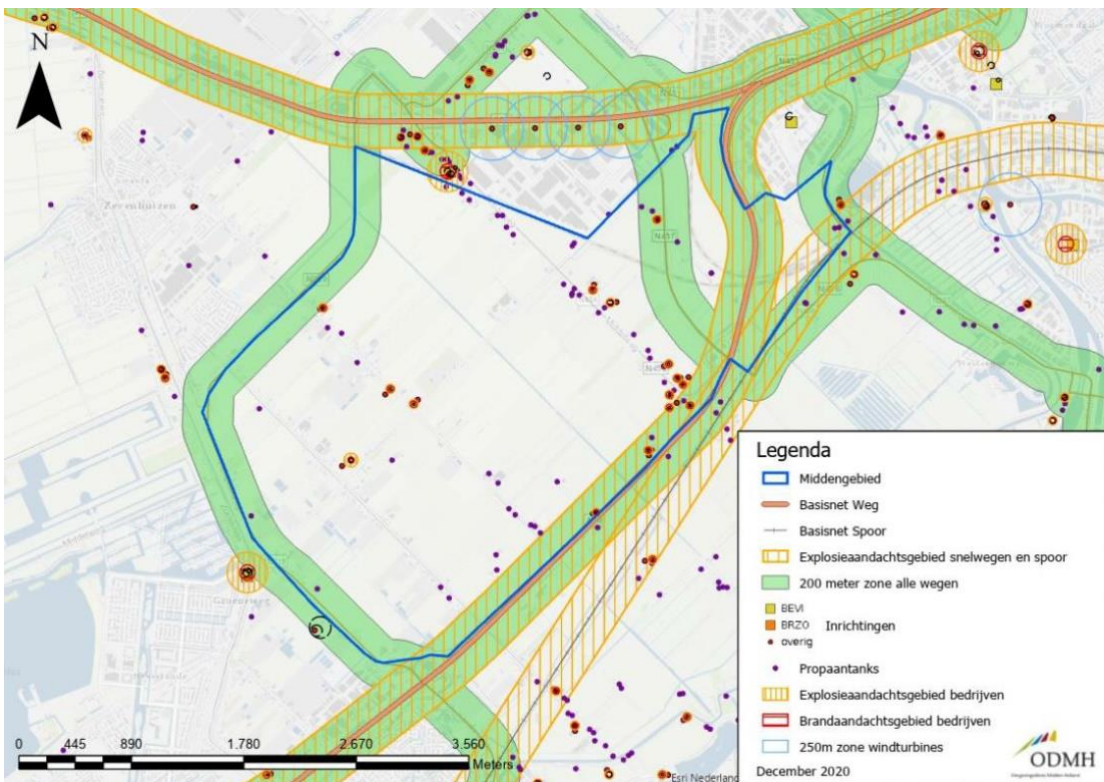 N
Zevenhuizen
N457
Legenda
Middengebied
Basisnet Weg
Basisnet Spoor
Explosieaandachtsgebied snelwegen en spoor
200 meter zone alle wegen
BEVI
BRZO Inrichtingen
overig
Propaantanks
Explosieaandachtsgebied bedrijven
Brandaandachtsgebied bedrijven
250m zone windturbines
December 2020
ODMH
0 445 890 1.780 2.670 3.560
Meters
Esri Nederland